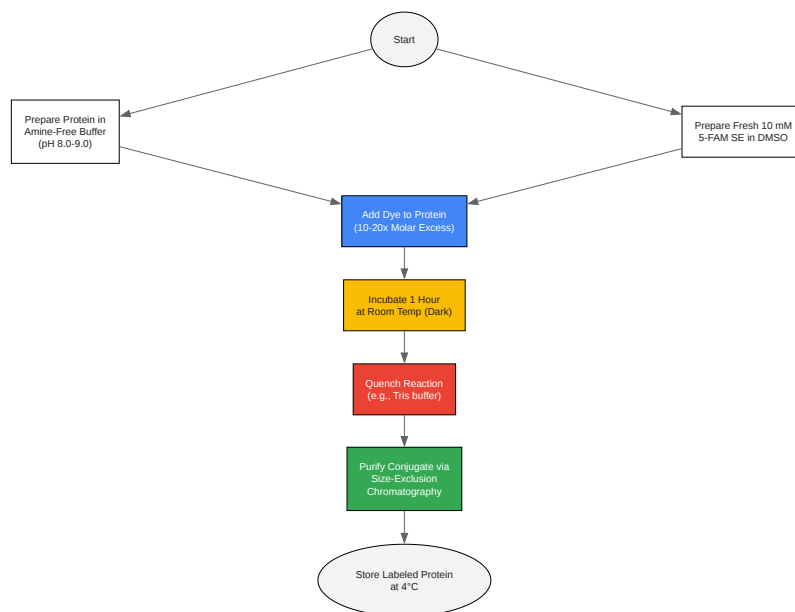 Start
Prepare Protein in
Amine-Free Buffer
(pH 8.0-9.0)
Prepare Fresh 10 mM
5-FAM SE in DMSO
Add Dye to Protein
(10-20x Molar Excess)
Incubate 1 Hour
at Room Temp (Dark)
Quench Reaction
(e.g., Tris buffer)
Purify Conjugate via
Size-Exclusion
Chromatography
Store Labeled Protein
at 4°C